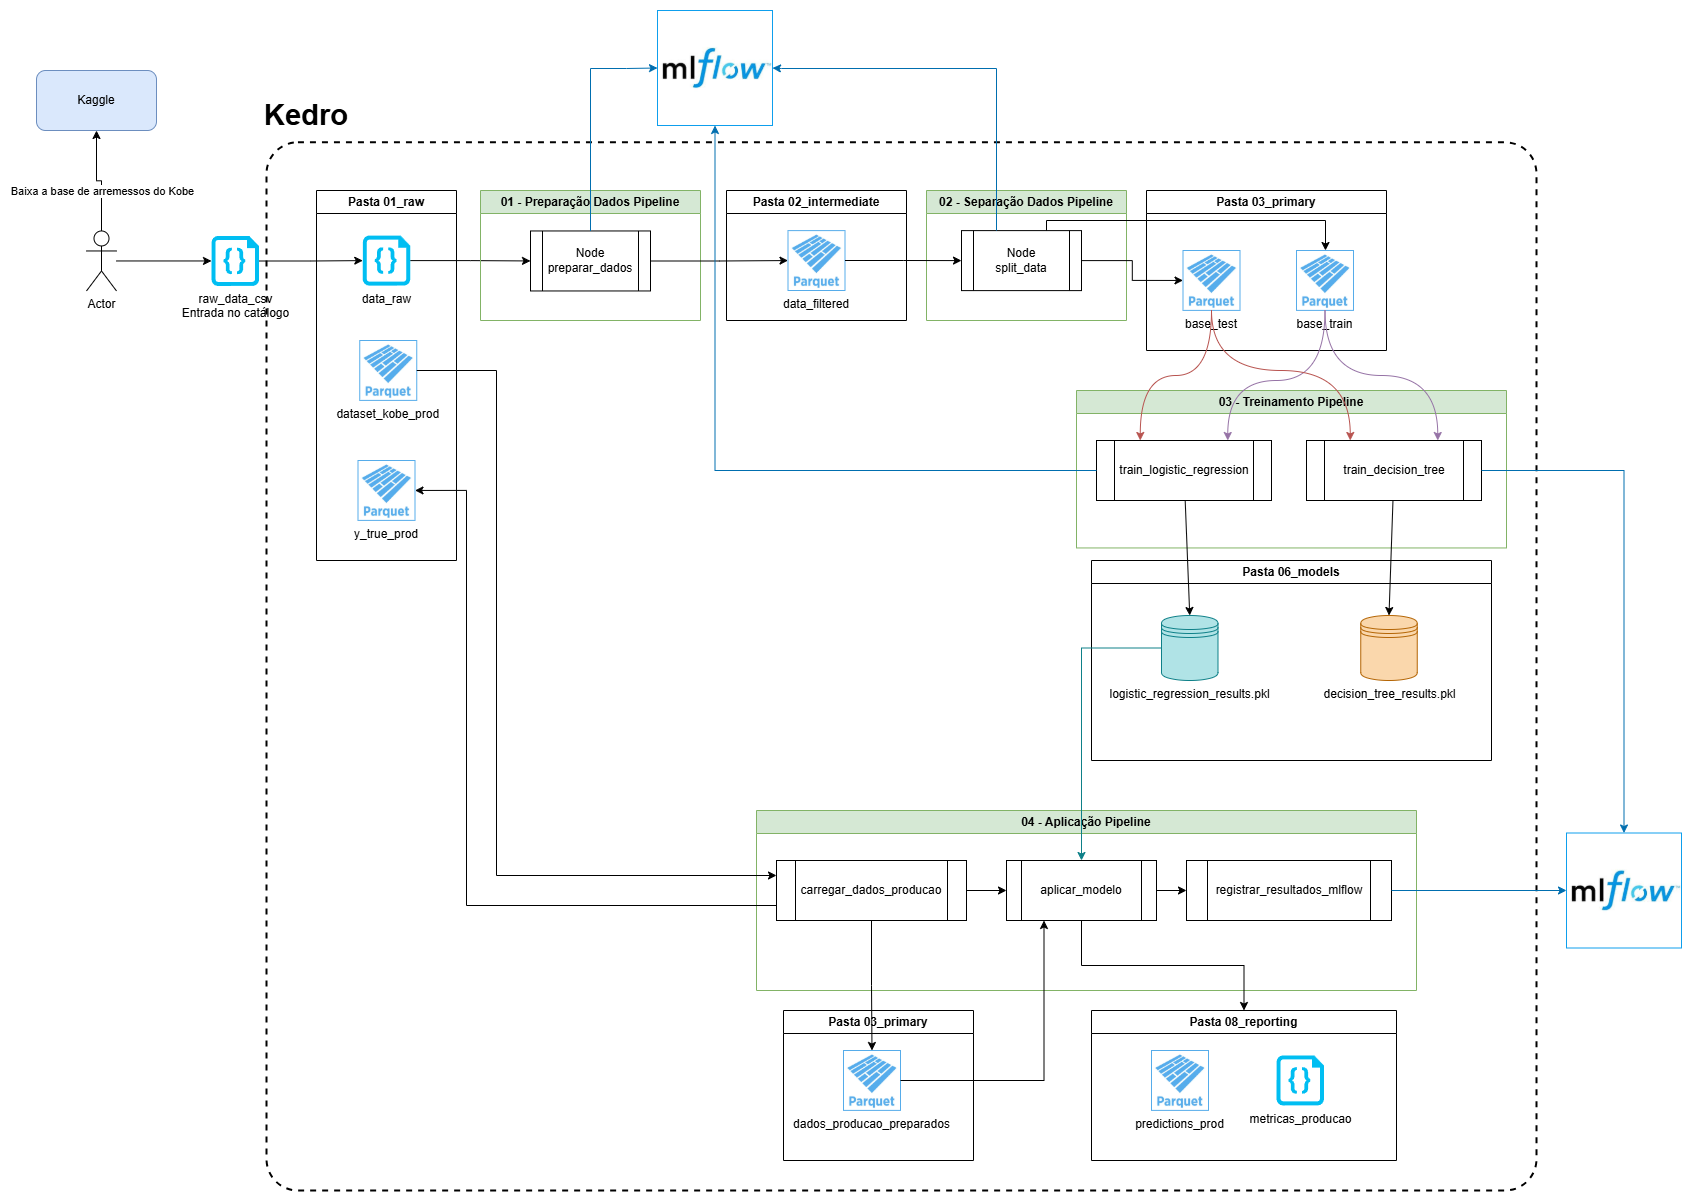 mlflow
Kaggle
Kedro
Baixa a base de arremessos do Kobe
Pasta 01_raw
01 - Preparação Dados Pipeline
Pasta 02_intermediate
02 - Separação Dados Pipeline
Pasta 03_primary
Node
preparar_dados
Node
split_data
Parquet
Parquet
Parquet
Actor
raw_data_csv
Entrada no catálogo
data_raw
data_filtered
base_test
base_train
Parquet
dataset_kobe_prod
03 - Treinamento Pipeline
train_logistic_regression
train_decision_tree
Parquet
y_true_prod
Pasta 06_models
logistic_regression_results.pkl
decision_tree_results.pkl
04 - Aplicação Pipeline
carregar_dados_producao
aplicar_modelo
registrar_resultados_mlflow
mlflow
Pasta 03_primary
Pasta 08_reporting
Parquet
Parquet
dados_producao_preparados
predictions_prod
metricas_producao